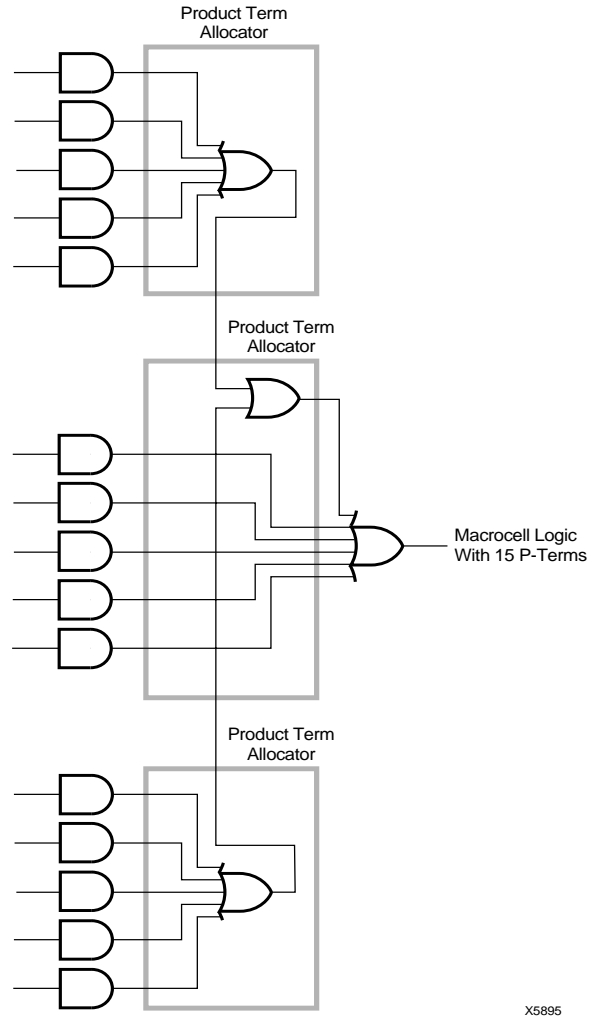 Product Term
Allocator
Product Term
Allocator
Macrocell Logic
With 15 P-Terms
Product Term
Allocator
X5895